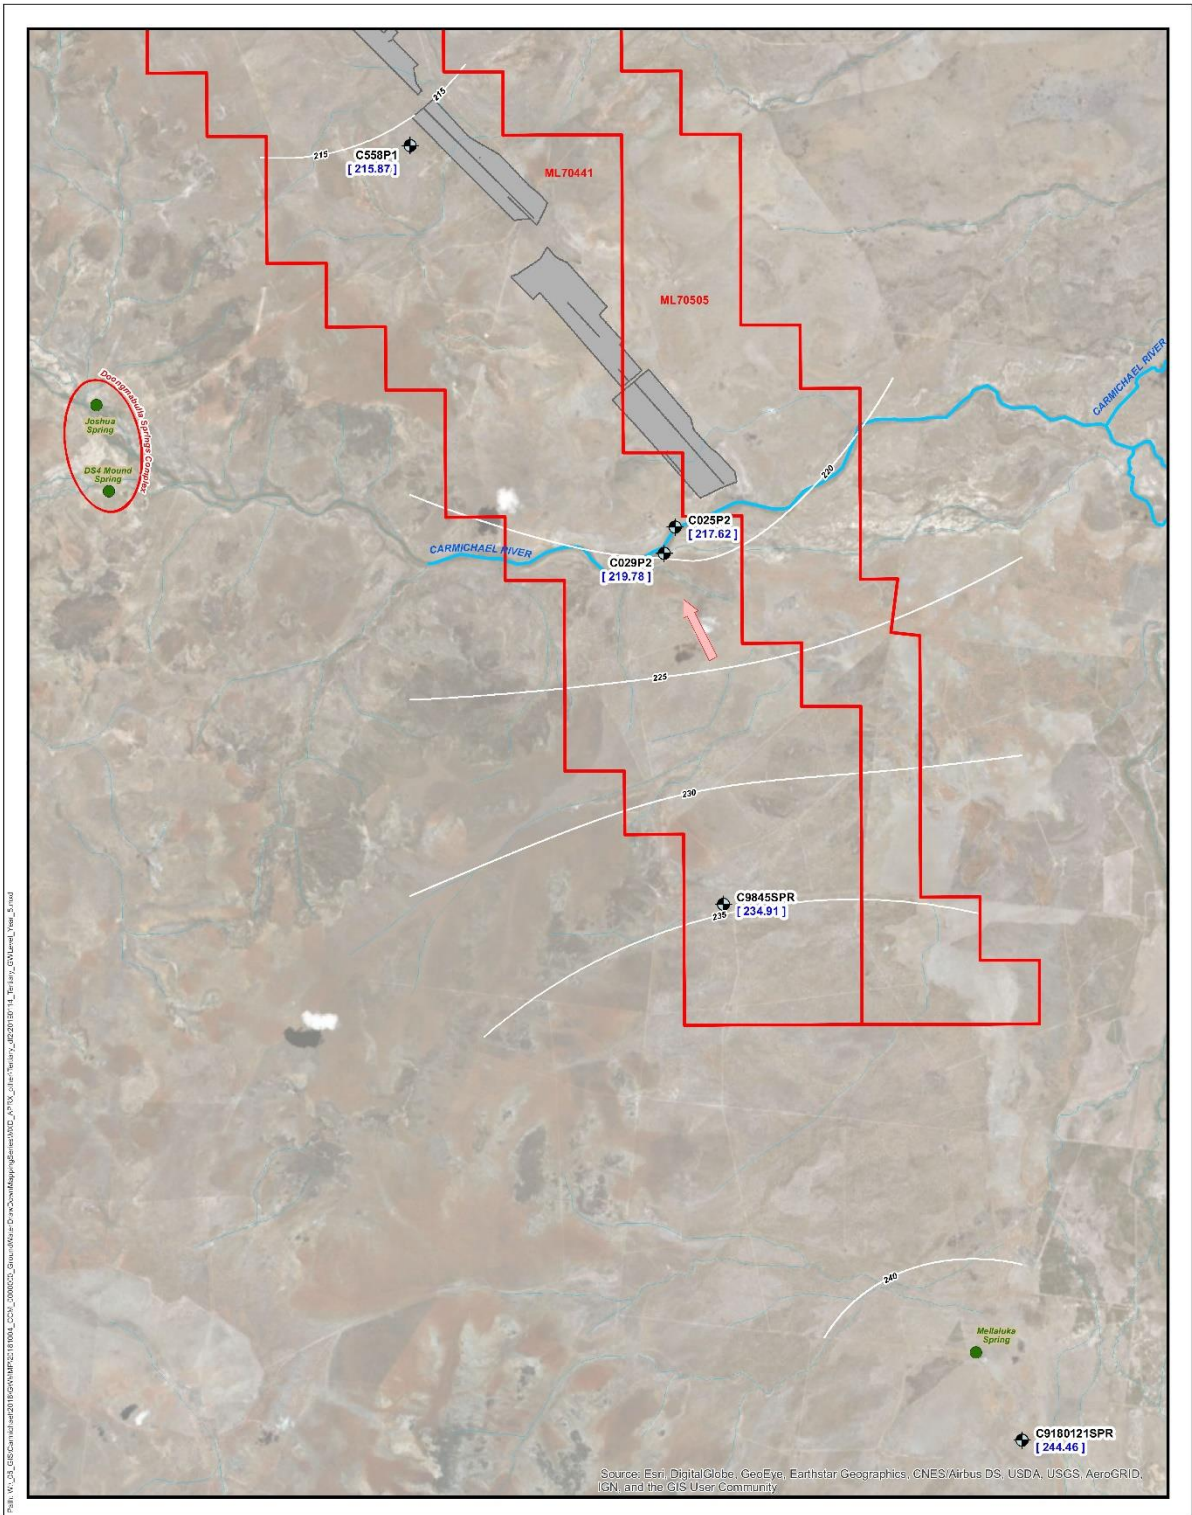 215
215
C558P1
[ 215.87 ]
ML70441
ML70505
CARMICHAEL RIVER
Doongmabulla Springs Complex
Joshua
Spring
DS4 Mound
Spring
220
C025P2
[ 217.62 ]
CARMICHAEL RIVER
C029P2
[ 219.78 ]
225
230
C9845SPR
[ 234.91 ]
235
240
Mellaluka
Spring
C9180121SPR
[ 244.46 ]
Source: Esri, DigitalGlobe, GeoEye, Earthstar Geographics, CNES/Airbus DS, USDA, USGS, AeroGRID,
IGN, and the GIS User Community